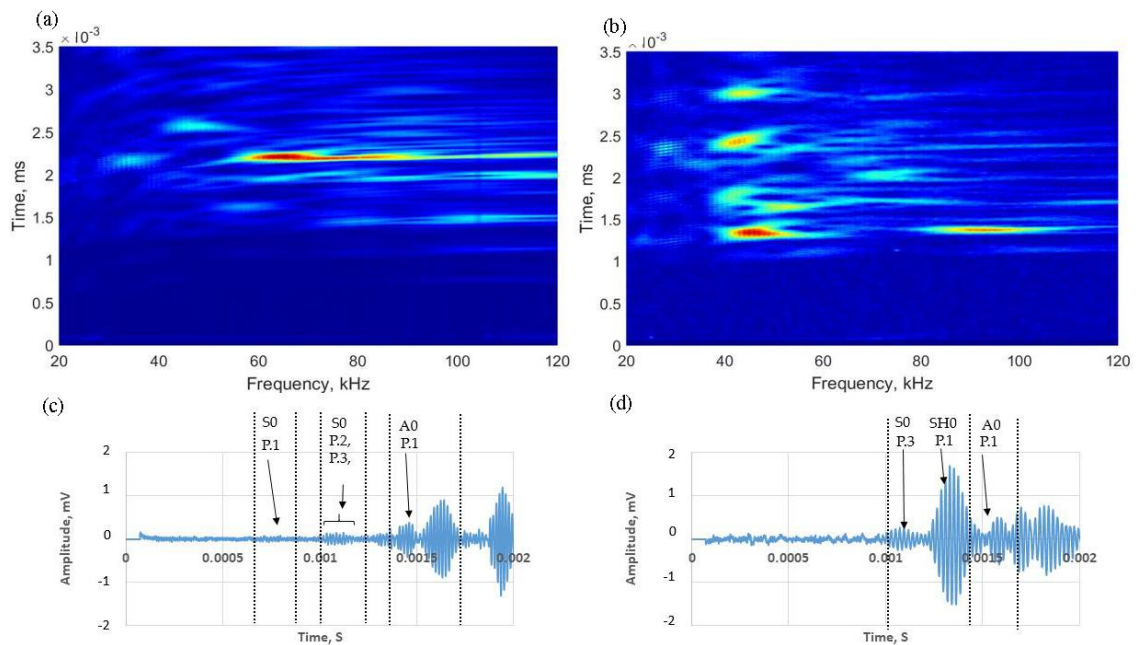 (a)
× 10⁻³
3.5
3
2.5
2
1.5
1
0.5
0
Time, ms
20
40
60
80
100
120
Frequency, kHz
(b)
10⁻³
3.5
3
2.5
2
1.5
1
0.5
0
Time, ms
20
40
60
80
100
120
Frequency, kHz
(c)
S0
P.1
S0
P.2,
P.3,
A0
P.1
2
1
0
-1
-2
Amplitude, mV
0
0.0005
0.001
0.0015
0.002
Time, S
(d)
S0
P.3
SH0
P.1
A0
P.1
2
1
0
-1
-2
Amplitude, mV
0
0.0005
0.001
0.0015
0.002
Time, S